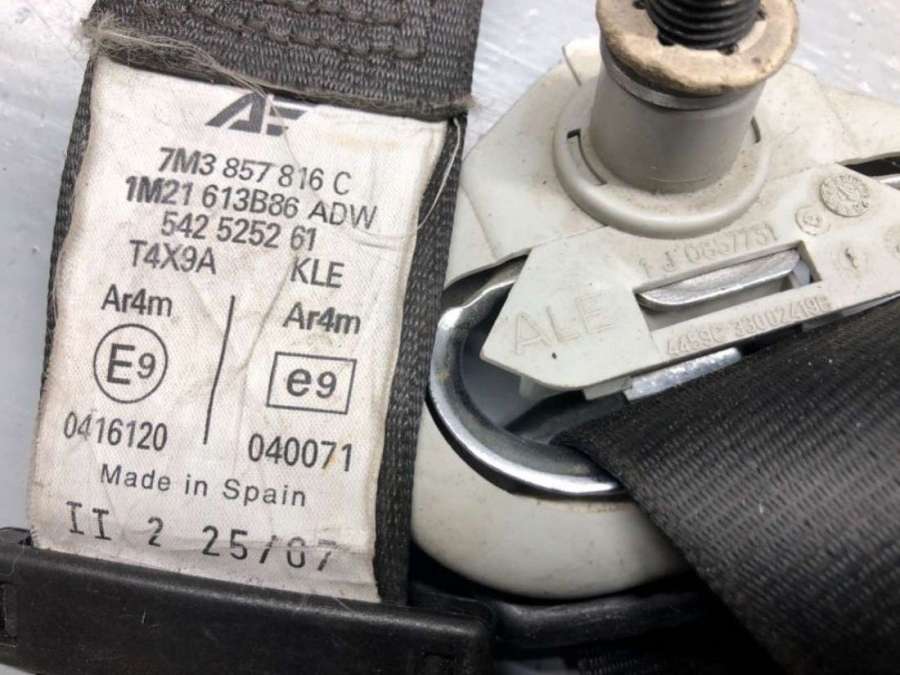 7M3 857 816 C
1M21 613B86 ADW
542 5252 61
T4X9A KLE
Ar4m Ar4m
E9 e9
0416120 040071
Made in Spain
II 2 25/07
ALE